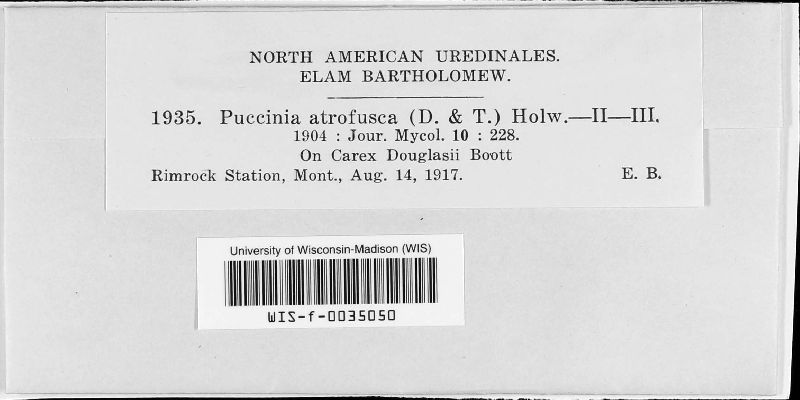 NORTH AMERICAN UREDINALES.
ELAM BARTHOLOMEW.
1935. Puccinia atrofusca (D. & T.) Holw.—II—III.
1904 : Jour. Mycol. 10 : 228.
On Carex Douglasii Boott
Rimrock Station, Mont., Aug. 14, 1917. E. B.
University of Wisconsin-Madison (WIS)
WIS-f-0035050